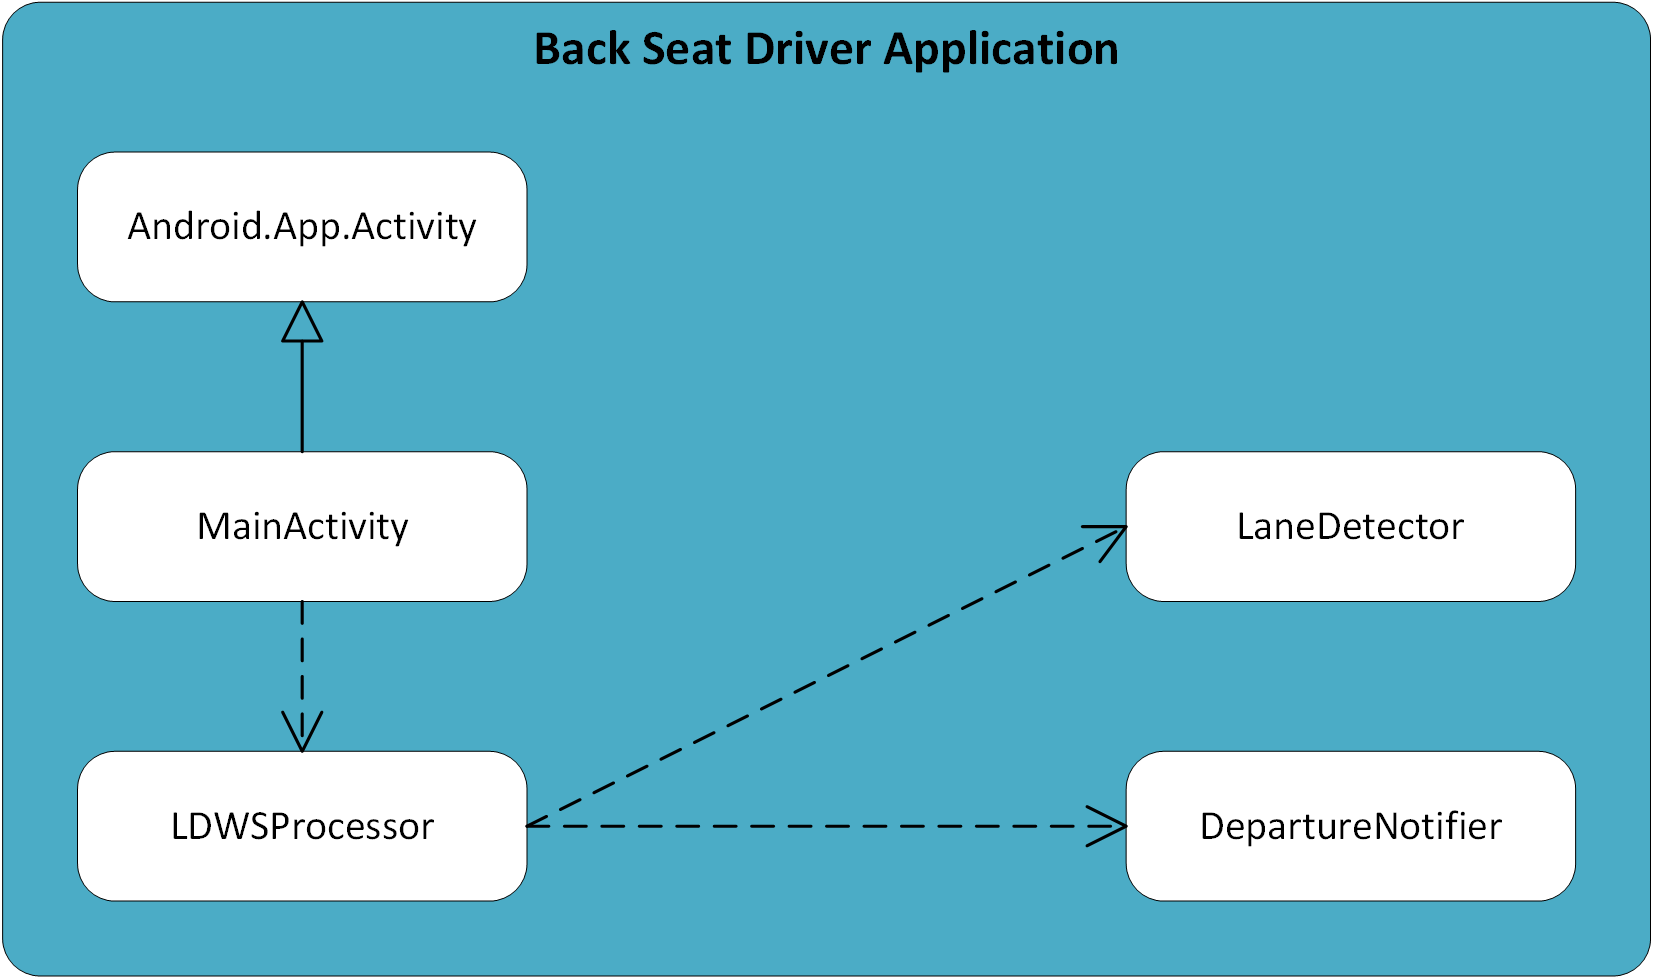 Back Seat Driver Application
Android.App.Activity
MainActivity
LaneDetector
LDWSProcessor
DepartureNotifier